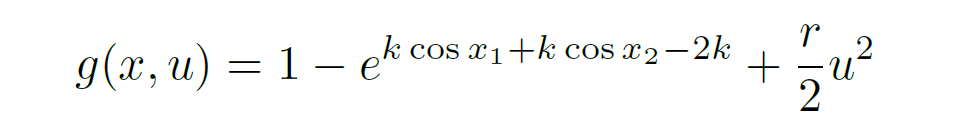 g(x, u) = 1 − e^{k cos x_1 + k cos x_2 − 2k} + \frac{r}{2} u^2